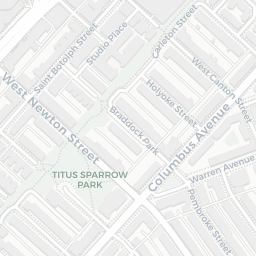 Saint Botolph Street
Studio Place
Carleton Street
West Canton Street
Holyoke Street
Braddock Park
Columbus Avenue
West Newton Street
Warren Avenue
TITUS SPARROW
PARK
Pembroke Street